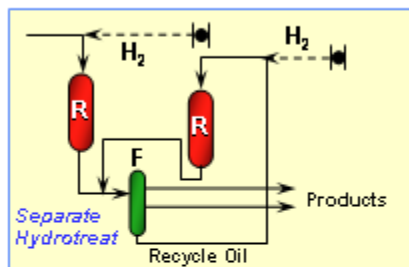 H2
H2
R
R
F
Products
Separate
Hydrotreat
Recycle Oil